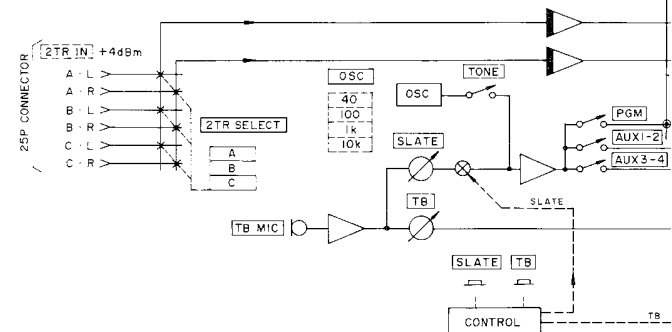 2TR IN +4dBm
25P CONNECTOR
A - L
A - R
B - L
B - R
C - L
C - R
2TR SELECT
A
B
C
OSC
40
100
1k
10k
OSC
TONE
SLATE
TB
TB MIC
PGM
AUX1-2
AUX3-4
SLATE
SLATE
TB
CONTROL
TB